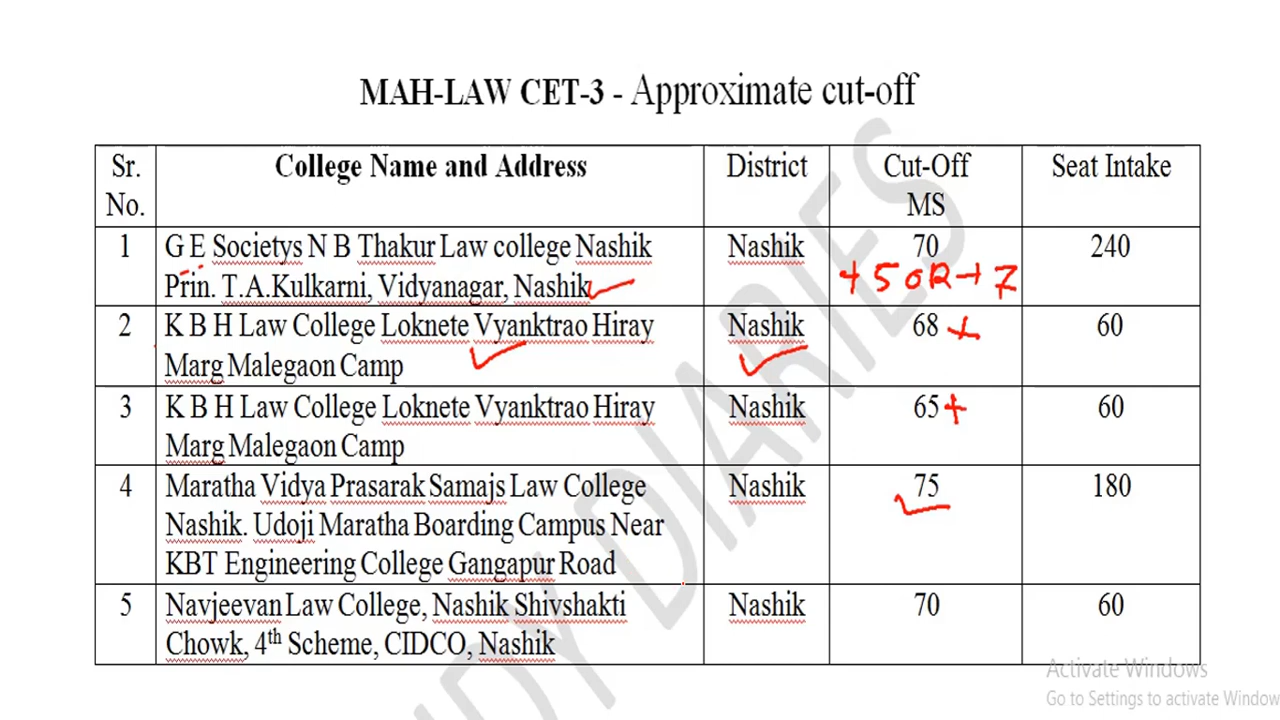 MAH-LAW CET-3 - Approximate cut-off
Sr. No. College Name and Address District Cut-Off MS Seat Intake
1 G E Societys N B Thakur Law college Nashik Nashik 70 240
Prin. T.A.Kulkarni, Vidyanagar, Nashik +5 OR +7
2 K B H Law College Loknete Vyanktrao Hiray Nashik 68 + 60
Marg Malegaon Camp
3 K B H Law College Loknete Vyanktrao Hiray Nashik 65 + 60
Marg Malegaon Camp
4 Maratha Vidya Prasarak Samajs Law College Nashik 75 180
Nashik. Udoji Maratha Boarding Campus Near
KBT Engineering College Gangapur Road
5 Navjeevan Law College, Nashik Shivshakti Nashik 70 60
Chowk, 4th Scheme, CIDCO, Nashik
DY DIARIES
Activate Windows
Go to Settings to activate Window